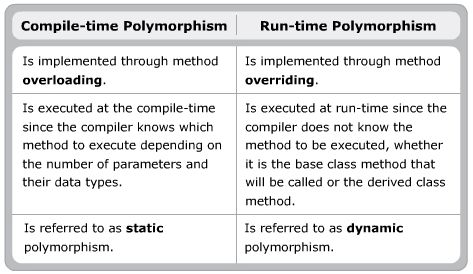 Compile-time Polymorphism
Run-time Polymorphism
Is implemented through method
overloading.
Is implemented through method
overriding.
Is executed at the compile-time
since the compiler knows which
method to execute depending on
the number of parameters and
their data types.
Is executed at run-time since the
compiler does not know the
method to be executed, whether
it is the base class method that
will be called or the derived class
method.
Is referred to as static
polymorphism.
Is referred to as dynamic
polymorphism.